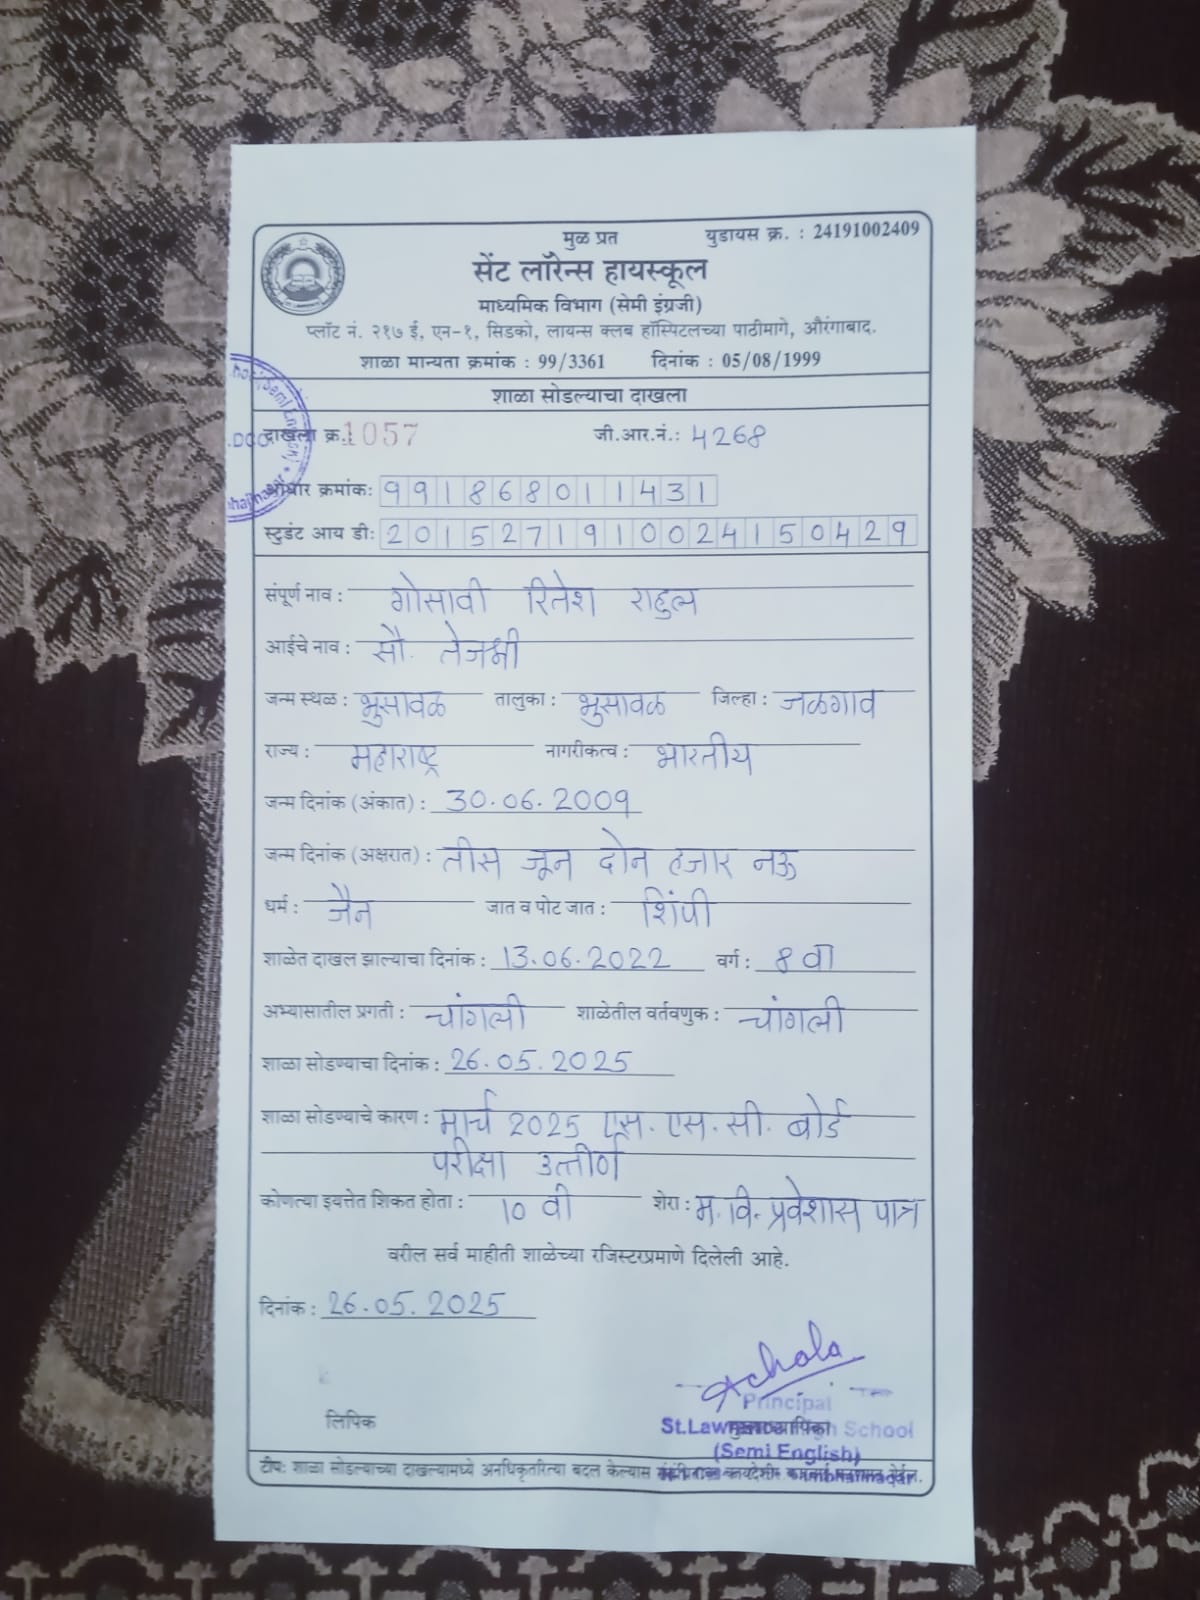 मुळ प्रत युडायस क्र. : 24191002409
सेंट लॉरेन्स हायस्कूल
माध्यमिक विभाग (सेमी इंग्रजी)
प्लॉट नं. २१७ ई, एन-१, सिडको, लायन्स क्लब हॉस्पिटलच्या पाठीमागे, औरंगाबाद.
शाळा मान्यता क्रमांक : 99/3361 दिनांक : 05/08/1999
शाळा सोडल्याचा दाखला
दाखला क्र. 1057 जी.आर.नं.: 4268
आधार क्रमांक: 991868011431
स्टुडंट आय डी: 2015271910024150429
संपूर्ण नाव : गोसावी रितेश राहुल
आईचे नाव : सौ. तेजश्री
जन्म स्थळ : भुसावळ तालुका : भुसावळ जिल्हा : जळगाव
राज्य : महाराष्ट्र नागरीकत्व : भारतीय
जन्म दिनांक (अंकात) : 30.06.2009
जन्म दिनांक (अक्षरात) : तीस जून दोन हजार नऊ
धर्म : जैन जात व पोट जात : शिंपी
शाळेत दाखल झाल्याचा दिनांक : 13.06.2022 वर्ग : 8 वा
अभ्यासातील प्रगती : चांगली शाळेतील वर्तवणुक : चांगली
शाळा सोडण्याचा दिनांक : 26.05.2025
शाळा सोडण्याचे कारण : मार्च 2025 एस.एस.सी. बोर्ड
परीक्षा उत्तीर्ण
कोणत्या इयत्तेत शिकत होता : 10 वी शेरा : म.वि. प्रवेशास पात्र
वरील सर्व माहीती शाळेच्या रजिस्टरप्रमाणे दिलेली आहे.
दिनांक : 26.05.2025
Principal
लिपिक मुख्याध्यापिका
St.Lawrence High School
(Semi English)
टीप: शाळा सोडल्याच्या दाखल्यामध्ये अनधिकृतरित्या बदल केल्यास